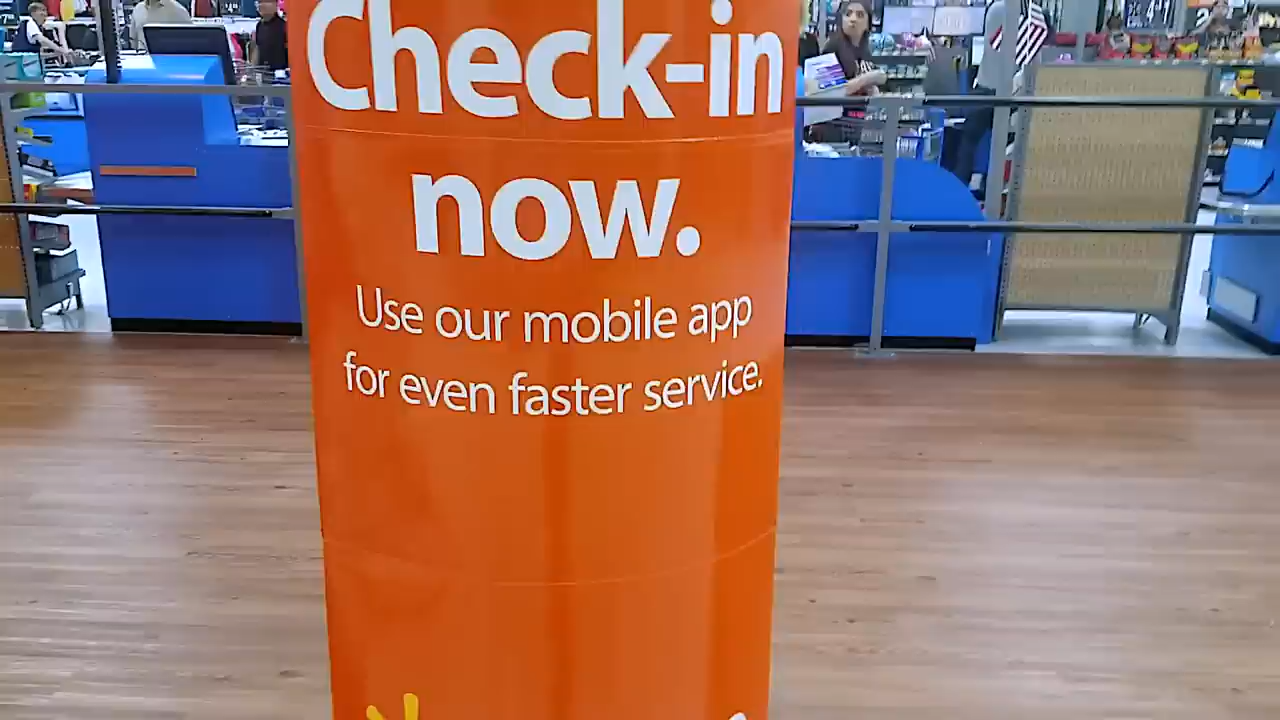 Check-in
now.
Use our mobile app
for even faster service.